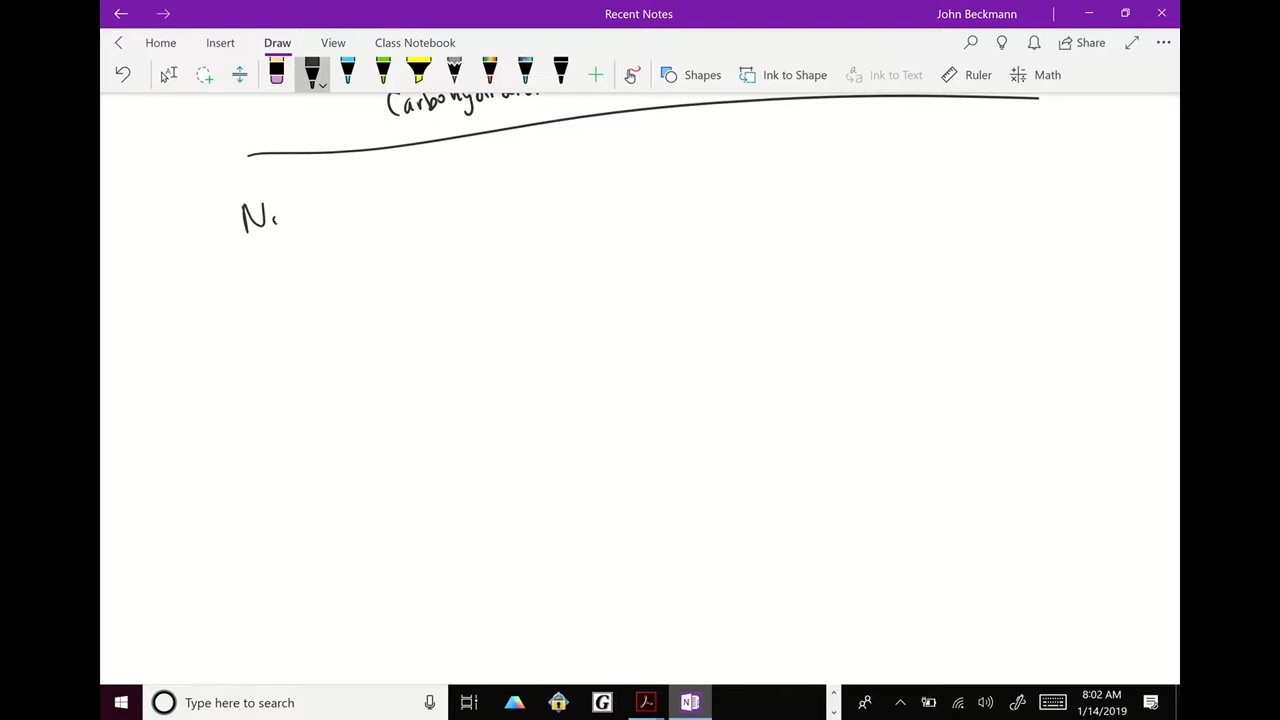 Recent Notes
John Beckmann
Home Insert Draw View Class Notebook
Share
Shapes Ink to Shape Ink to Text Ruler Math
N
Type here to search
G
N
8:02 AM
1/14/2019